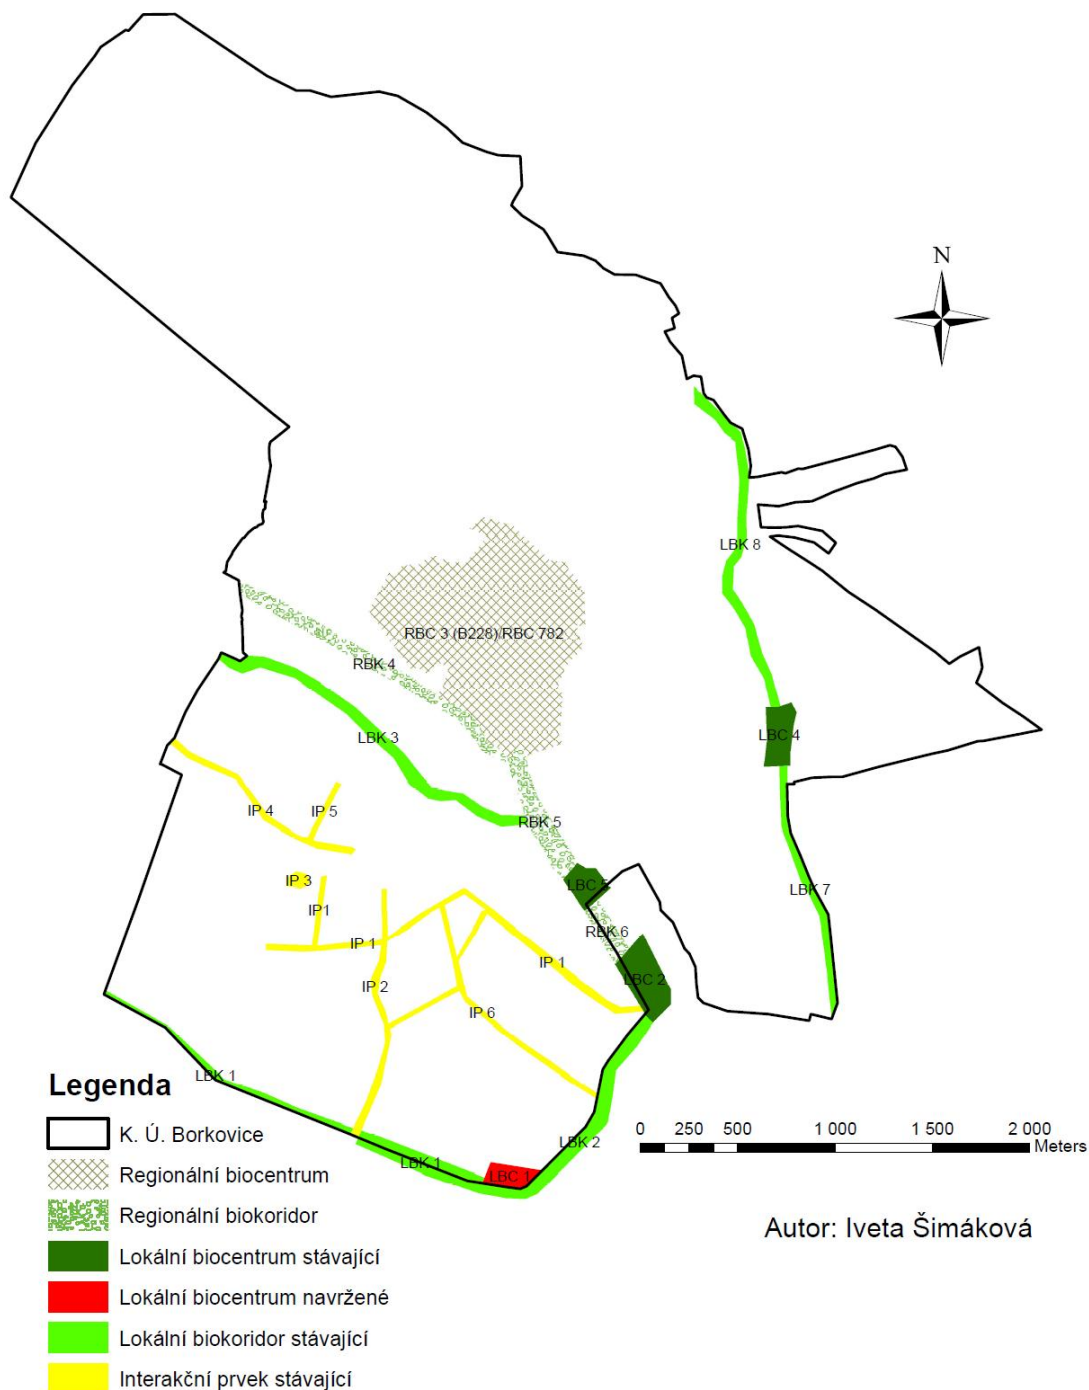 N
LBK 8
RBC 3 (B228)/RBC 782
RBK 4
LBK 3
LBC 4
IP 4
IP 5
RBK 5
IP 3
LBC 5
LBK 7
IP1
RBK 6
IP 1
IP 1
IP 2
LBC 2
IP 6
LBK 1
LBK 2
LBK 1
LBC 1
0 250 500 1 000 1 500 2 000
Meters
Autor: Iveta Šimáková
Legenda
K. Ú. Borkovice
Regionální biocentrum
Regionální biokoridor
Lokální biocentrum stávající
Lokální biocentrum navržené
Lokální biokoridor stávající
Interakční prvek stávající